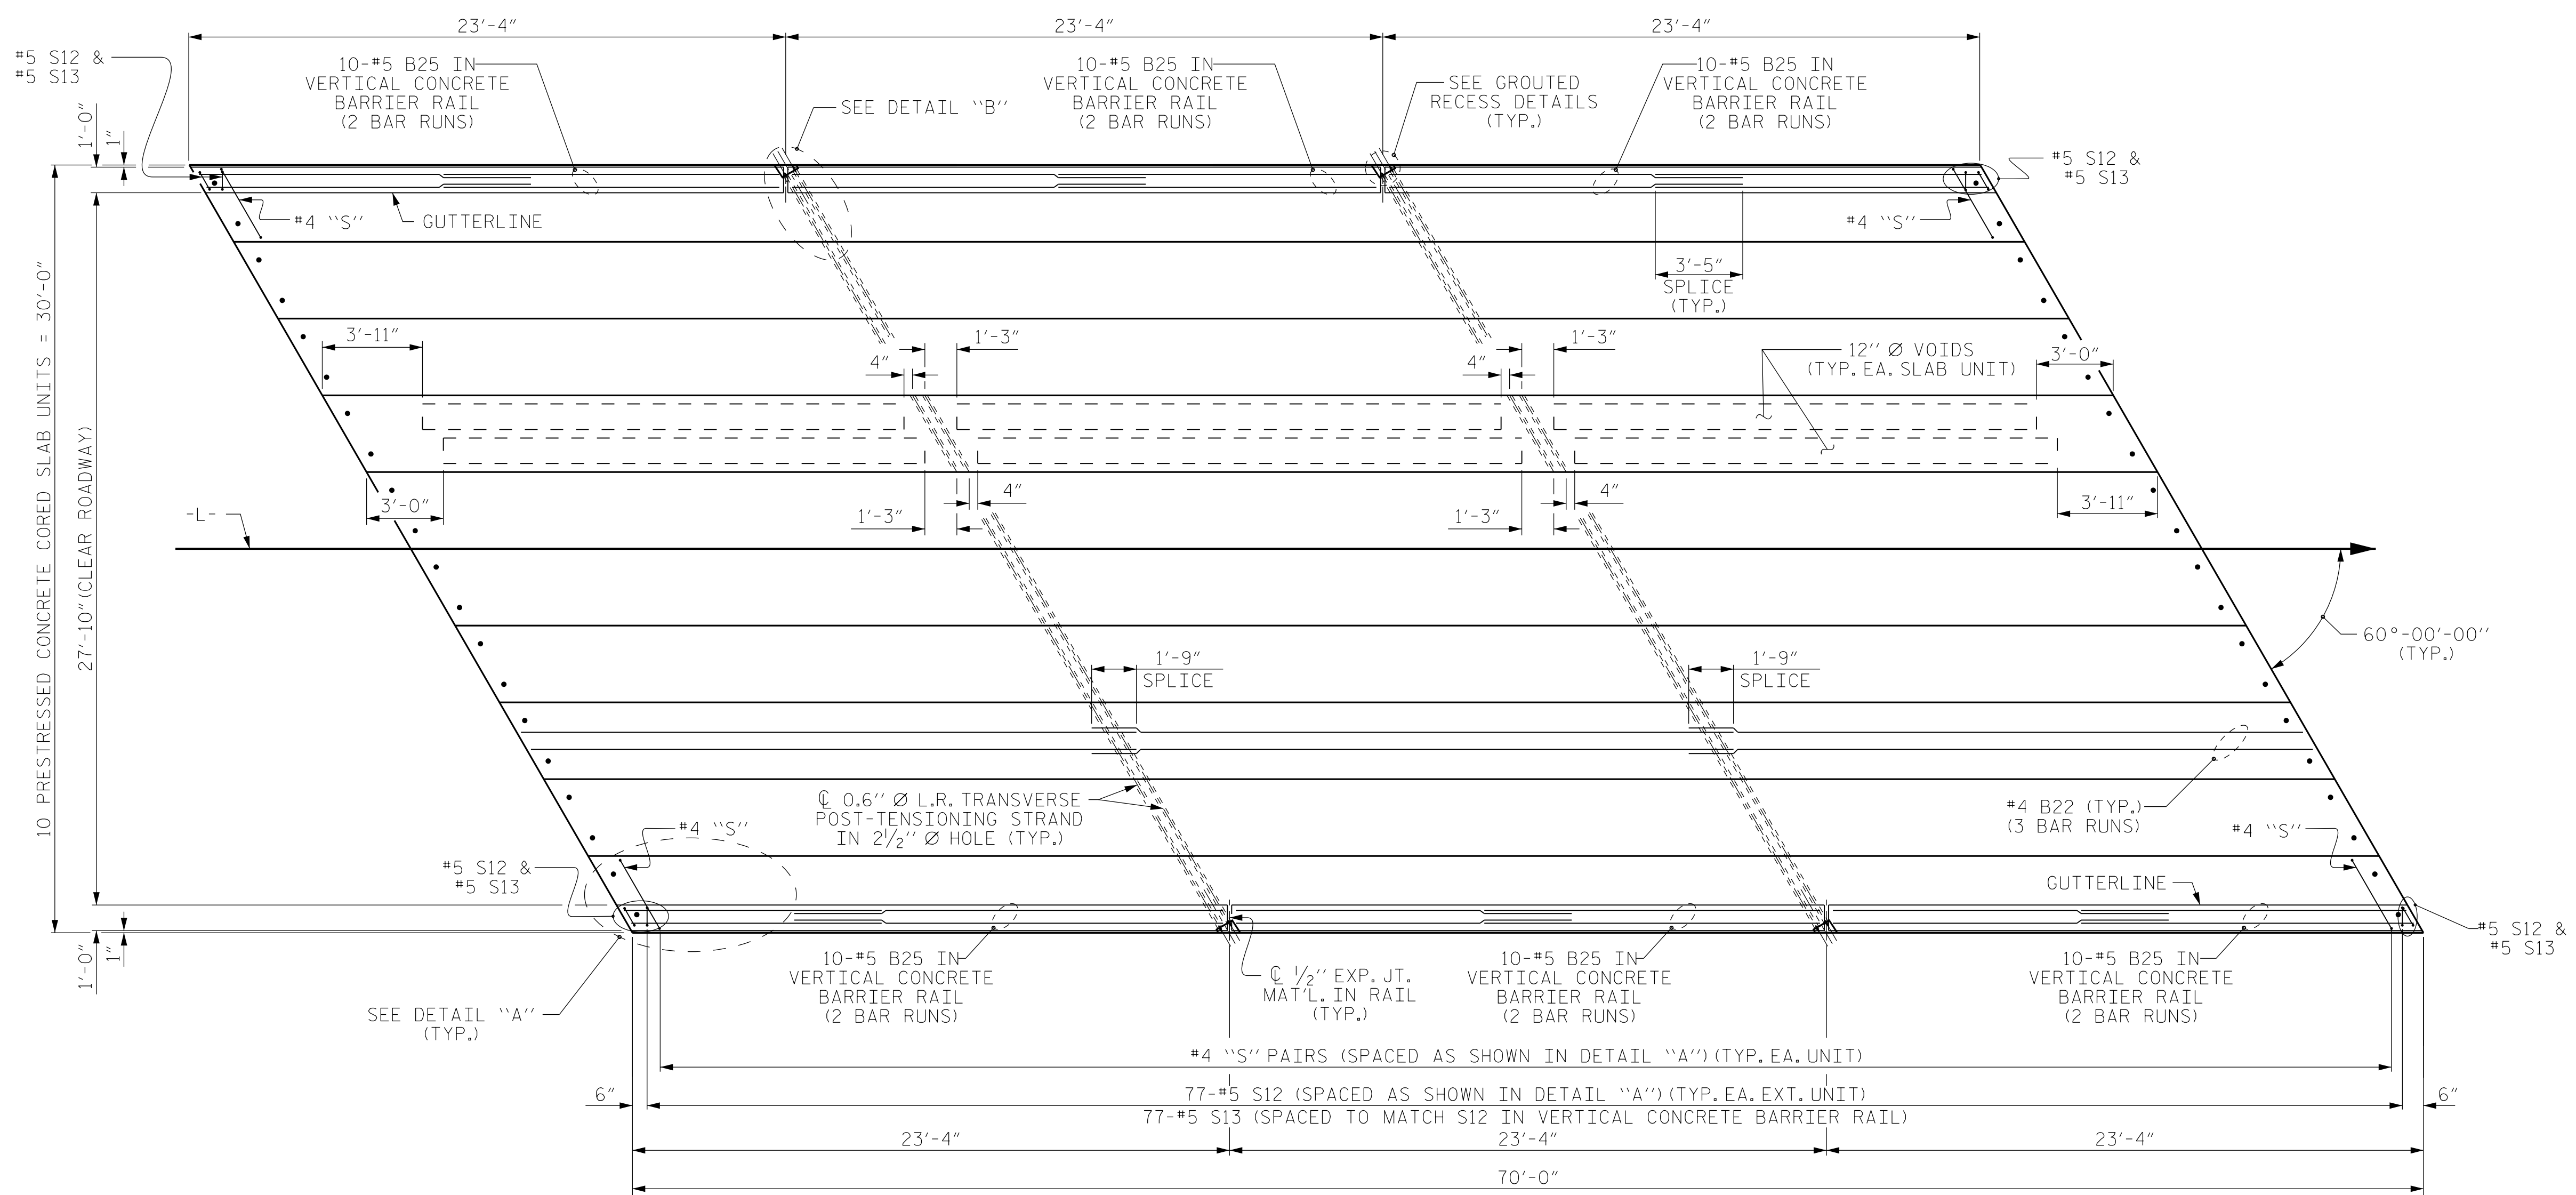 23'-4" 23'-4" 23'-4"
#5 S12 &
#5 S13
10-#5 B25 IN
VERTICAL CONCRETE
BARRIER RAIL
(2 BAR RUNS)
SEE DETAIL ‘‘B’’
10-#5 B25 IN
VERTICAL CONCRETE
BARRIER RAIL
(2 BAR RUNS)
SEE GROUTED
RECESS DETAILS
(TYP.)
10-#5 B25 IN
VERTICAL CONCRETE
BARRIER RAIL
(2 BAR RUNS)
1'-0"
1"
#5 S12 &
#5 S13
#4 ‘‘S’’
GUTTERLINE
#4 ‘‘S’’
3'-5"
SPLICE
(TYP.)
10 PRESTRESSED CONCRETE CORED SLAB UNITS = 30'-0"
27'-10" (CLEAR ROADWAY)
3'-11"
1'-3"
4"
1'-3"
4"
12'' Ø VOIDS
(TYP. EA. SLAB UNIT)
3'-0"
3'-0"
4"
1'-3"
4"
1'-3"
3'-11"
-L-
60°-00'-00''
(TYP.)
1'-9"
SPLICE
1'-9"
SPLICE
℄ 0.6'' Ø L.R. TRANSVERSE
POST-TENSIONING STRAND
IN 2½'' Ø HOLE (TYP.)
#4 B22 (TYP.)
(3 BAR RUNS)
#4 ‘‘S’’
#4 ‘‘S’’
#5 S12 &
#5 S13
GUTTERLINE
1'-0"
1"
10-#5 B25 IN
VERTICAL CONCRETE
BARRIER RAIL
(2 BAR RUNS)
℄ ½'' EXP. JT.
MAT'L. IN RAIL
(TYP.)
10-#5 B25 IN
VERTICAL CONCRETE
BARRIER RAIL
(2 BAR RUNS)
10-#5 B25 IN
VERTICAL CONCRETE
BARRIER RAIL
(2 BAR RUNS)
#5 S12 &
#5 S13
SEE DETAIL ‘‘A’’
(TYP.)
#4 ‘‘S’’ PAIRS (SPACED AS SHOWN IN DETAIL ‘‘A’’) (TYP. EA. UNIT)
6" 77-#5 S12 (SPACED AS SHOWN IN DETAIL ‘‘A’’) (TYP. EA. EXT. UNIT) 6"
77-#5 S13 (SPACED TO MATCH S12 IN VERTICAL CONCRETE BARRIER RAIL)
23'-4" 23'-4" 23'-4"
70'-0"